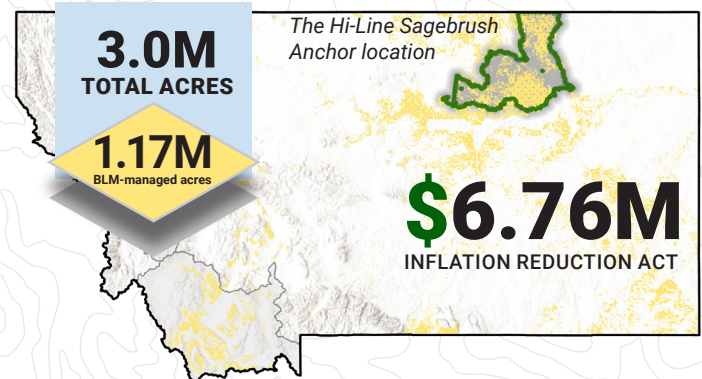 The Hi-Line Sagebrush
Anchor location
3.0M
TOTAL ACRES
1.17M
BLM-managed acres
$6.76M
INFLATION REDUCTION ACT